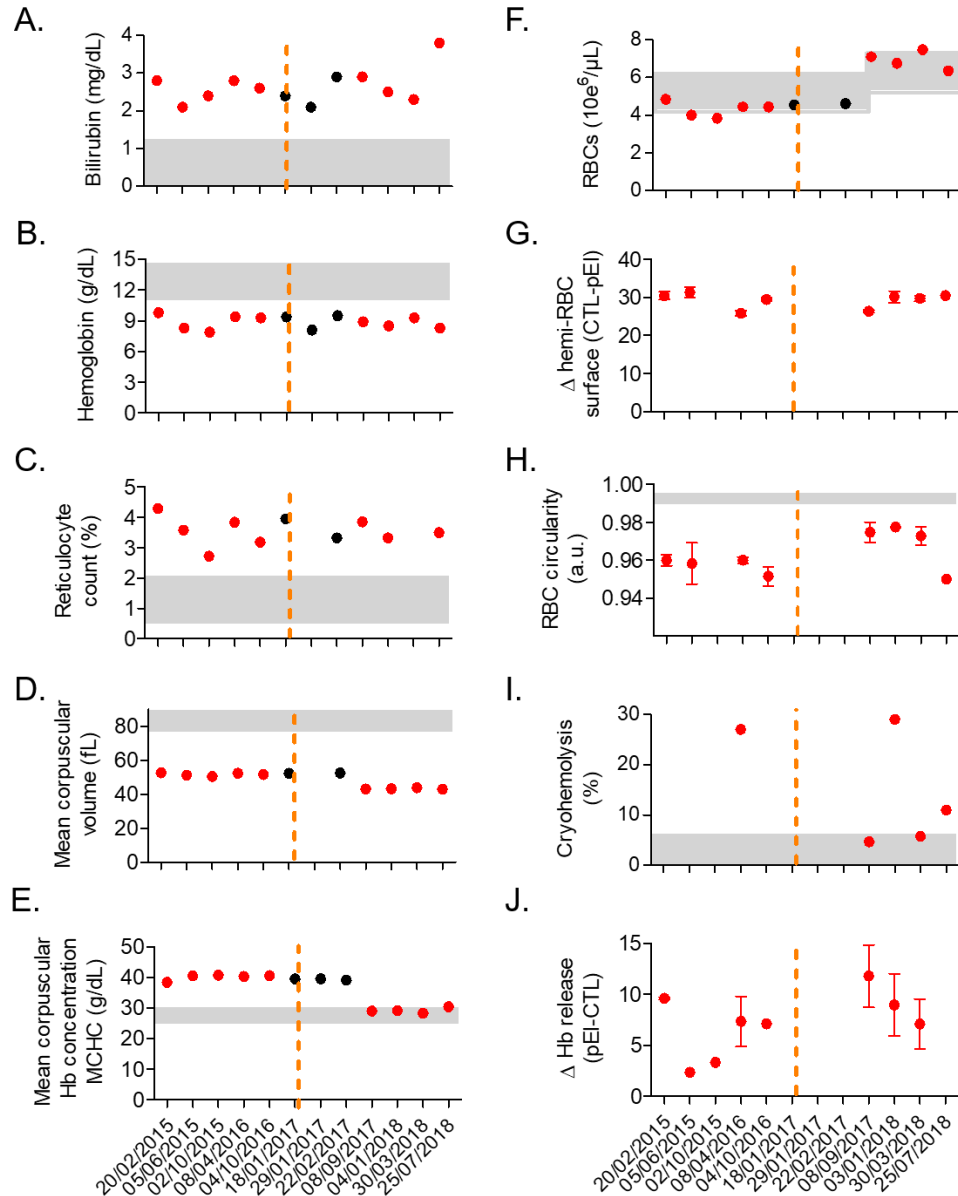 A.
Bilirubin (mg/dL)
4
3
2
1
0
B.
Hemoglobin (g/dL)
15
12
9
6
3
0
C.
Reticulocyte
count (%)
5
4
3
2
1
0
D.
Mean corpuscular
volume (fL)
80
60
40
20
0
E.
Mean corpuscular
Hb concentration
MCHC (g/dL)
50
40
30
20
10
0
20/02/2015
05/06/2015
02/10/2015
08/04/2016
04/10/2016
18/01/2017
29/01/2017
22/02/2017
08/09/2017
04/01/2018
30/03/2018
25/07/2018
F.
RBCs (10e⁶/µL)
8
6
4
2
0
G.
Δ hemi-RBC
surface (CTL-pEI)
40
30
20
10
0
H.
RBC circularity
(a.u.)
1.00
0.98
0.96
0.94
I.
Cryohemolysis
(%)
30
20
10
0
J.
Δ Hb release
(pEI-CTL)
15
10
5
0
20/02/2015
05/06/2015
02/10/2015
08/04/2016
04/10/2016
18/01/2017
29/01/2017
22/02/2017
08/09/2017
03/01/2018
30/03/2018
25/07/2018